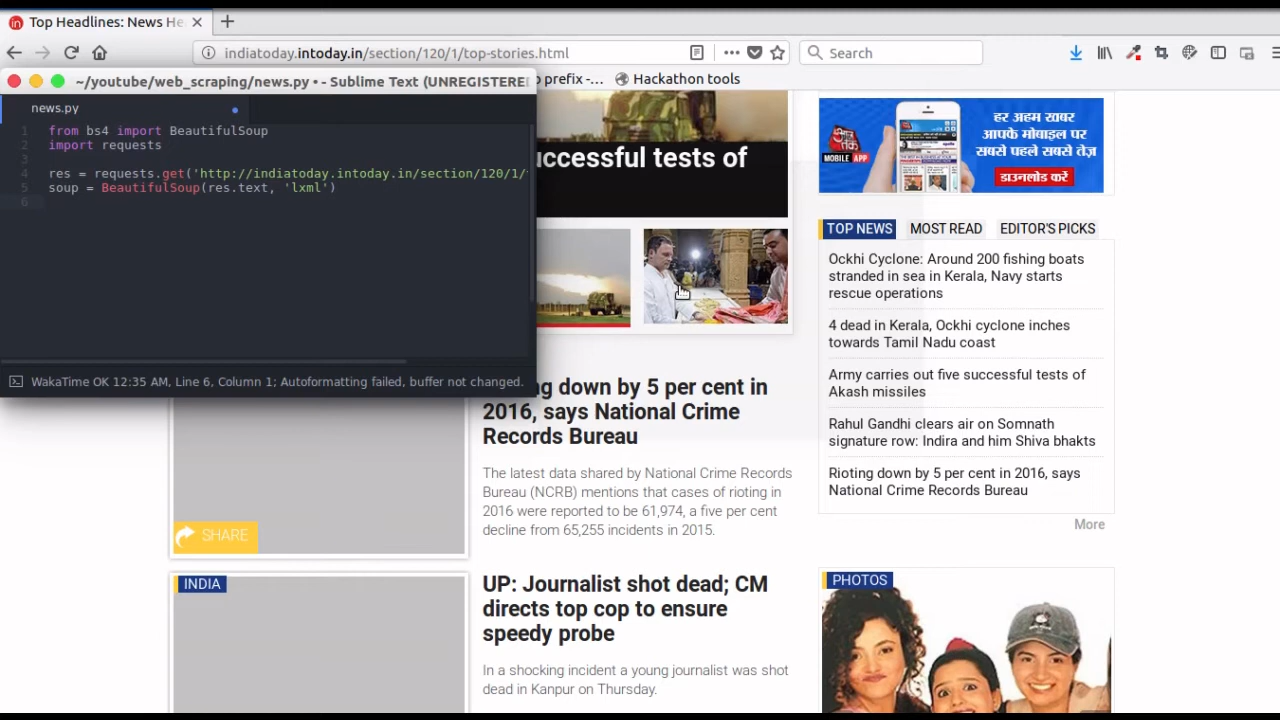 Top Headlines: News He
indiatoday.intoday.in/section/120/1/top-stories.html
Search
prefix -...
Hackathon tools
~/youtube/web_scraping/news.py • - Sublime Text (UNREGISTERE
news.py
1 from bs4 import BeautifulSoup
2 import requests
3
4 res = requests.get('http://indiatoday.intoday.in/section/120/1/
5 soup = BeautifulSoup(res.text, 'lxml')
6
WakaTime OK 12:35 AM, Line 6, Column 1; Autoformatting failed, buffer not changed.
uccessful tests of
down by 5 per cent in
2016, says National Crime
Records Bureau
The latest data shared by National Crime Records
Bureau (NCRB) mentions that cases of rioting in
2016 were reported to be 61,974, a five per cent
decline from 65,255 incidents in 2015.
SHARE
INDIA
UP: Journalist shot dead; CM
directs top cop to ensure
speedy probe
In a shocking incident a young journalist was shot
dead in Kanpur on Thursday.
आज तक
MOBILE APP
हर अहम ख़बर
आपके मोबाइल पर
सबसे पहले सबसे तेज़
डाउनलोड करें
TOP NEWS
MOST READ
EDITOR'S PICKS
Ockhi Cyclone: Around 200 fishing boats
stranded in sea in Kerala, Navy starts
rescue operations
4 dead in Kerala, Ockhi cyclone inches
towards Tamil Nadu coast
Army carries out five successful tests of
Akash missiles
Rahul Gandhi clears air on Somnath
signature row: Indira and him Shiva bhakts
Rioting down by 5 per cent in 2016, says
National Crime Records Bureau
More
PHOTOS